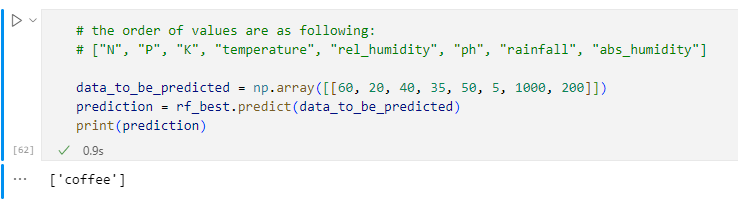 # the order of values are as following:
# ["N", "P", "K", "temperature", "rel_humidity", "ph", "rainfall", "abs_humidity"]
data_to_be_predicted = np.array([[60, 20, 40, 35, 50, 5, 1000, 200]])
prediction = rf_best.predict(data_to_be_predicted)
print(prediction)
[62]
0.9s
... ['coffee']